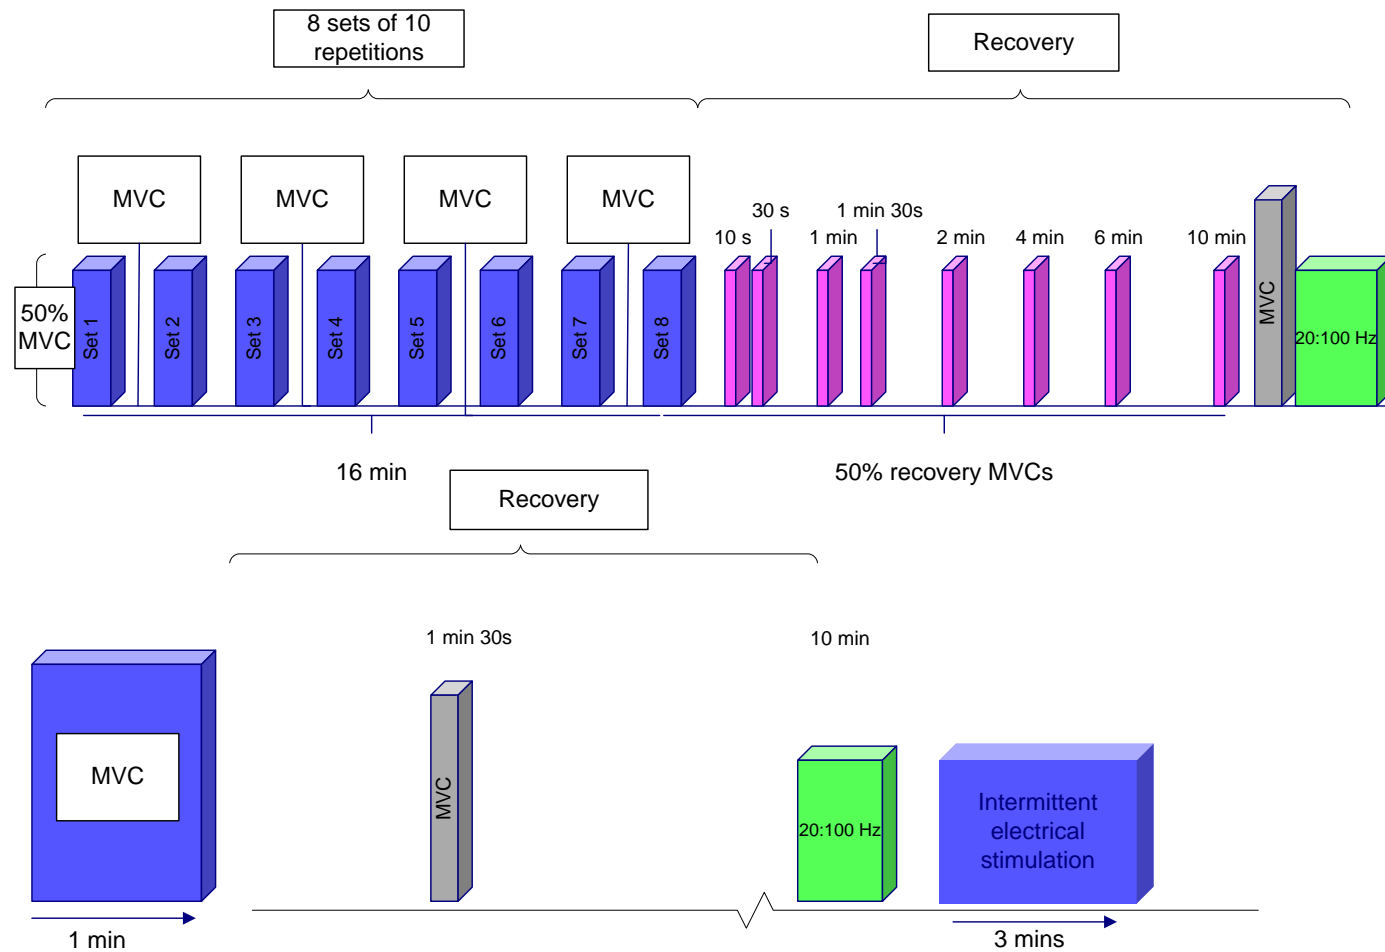 8 sets of 10
repetitions
Recovery
MVC
MVC
MVC
MVC
30 s
1 min 30s
10 s
1 min
2 min
4 min
6 min
10 min
50%
MVC
Set 1
Set 2
Set 3
Set 4
Set 5
Set 6
Set 7
Set 8
MVC
20:100 Hz
16 min
50% recovery MVCs
Recovery
1 min 30s
10 min
MVC
MVC
20:100 Hz
Intermittent
electrical
stimulation
1 min
3 mins